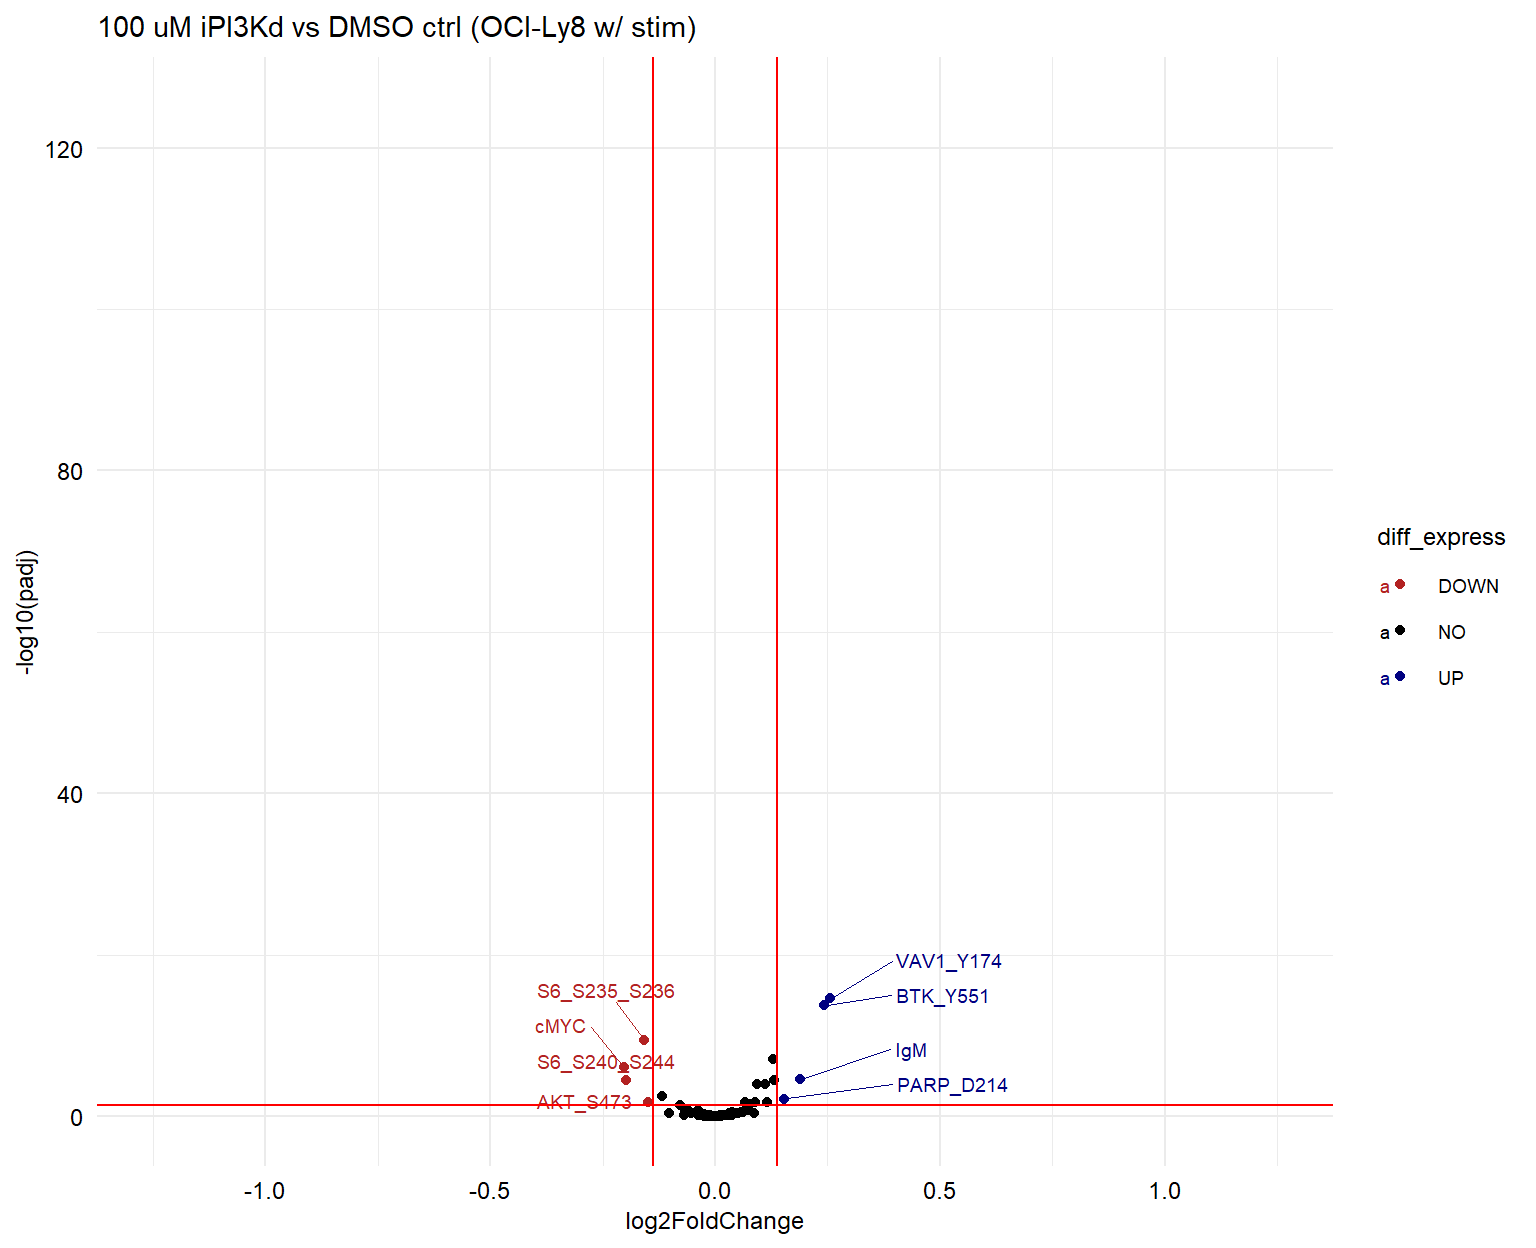 100 uM iPI3Kd vs DMSO ctrl (OCI-Ly8 w/ stim)
120
80
40
0
-log10(padj)
VAV1_Y174
BTK_Y551
S6_S235_S236
cMYC
IgM
S6_S240_S244
PARP_D214
AKT_S473
-1.0
-0.5
0.0
0.5
1.0
log2FoldChange
diff_express
a DOWN
a NO
a UP